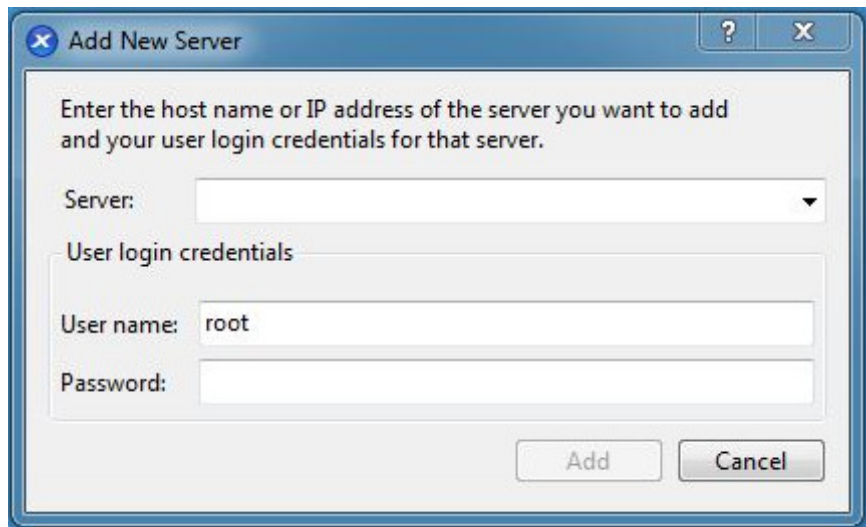 Add New Server
Enter the host name or IP address of the server you want to add
and your user login credentials for that server.
Server:
User login credentials
User name: root
Password:
Add Cancel